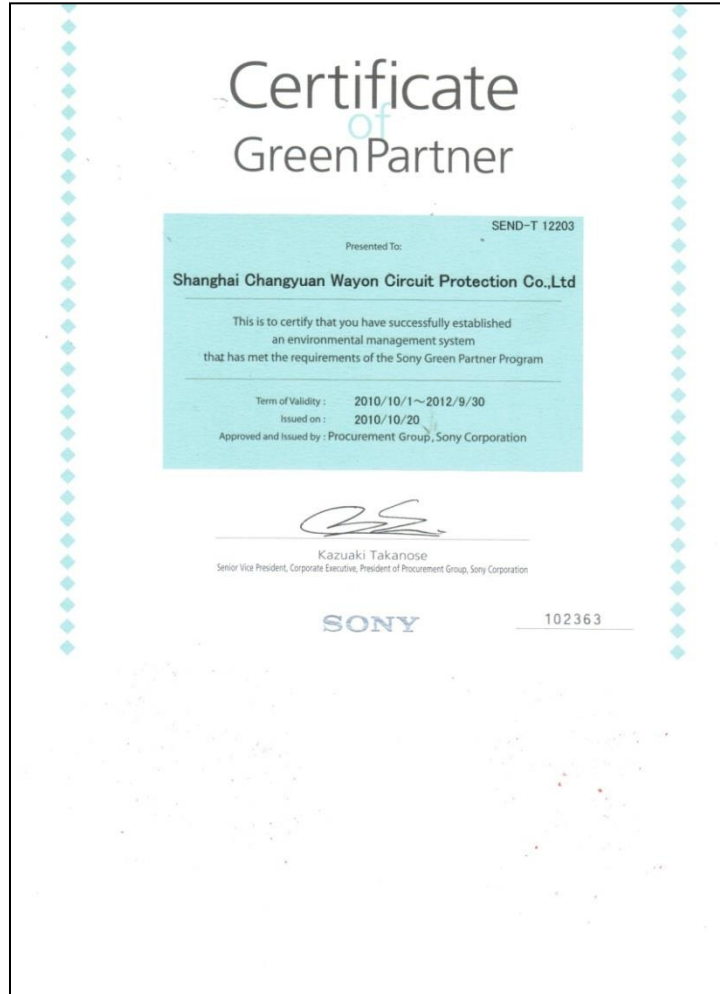 Certificate
of
Green Partner
SEND-T 12203
Presented To:
Shanghai Changyuan Wayon Circuit Protection Co.,Ltd
This is to certify that you have successfully established
an environmental management system
that has met the requirements of the Sony Green Partner Program
Term of Validity : 2010/10/1～2012/9/30
Issued on : 2010/10/20
Approved and Issued by : Procurement Group, Sony Corporation
Kazuaki Takanose
Senior Vice President, Corporate Executive, President of Procurement Group, Sony Corporation
SONY
102363